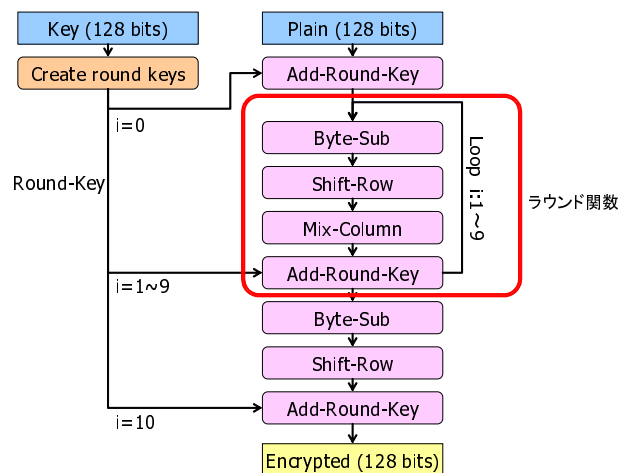 Key (128 bits)
Plain (128 bits)
Create round keys
Add-Round-Key
i=0
Byte-Sub
Shift-Row
Mix-Column
Add-Round-Key
Loop i:1~9
ラウンド関数
Round-Key
i=1~9
Byte-Sub
Shift-Row
Add-Round-Key
i=10
Encrypted (128 bits)